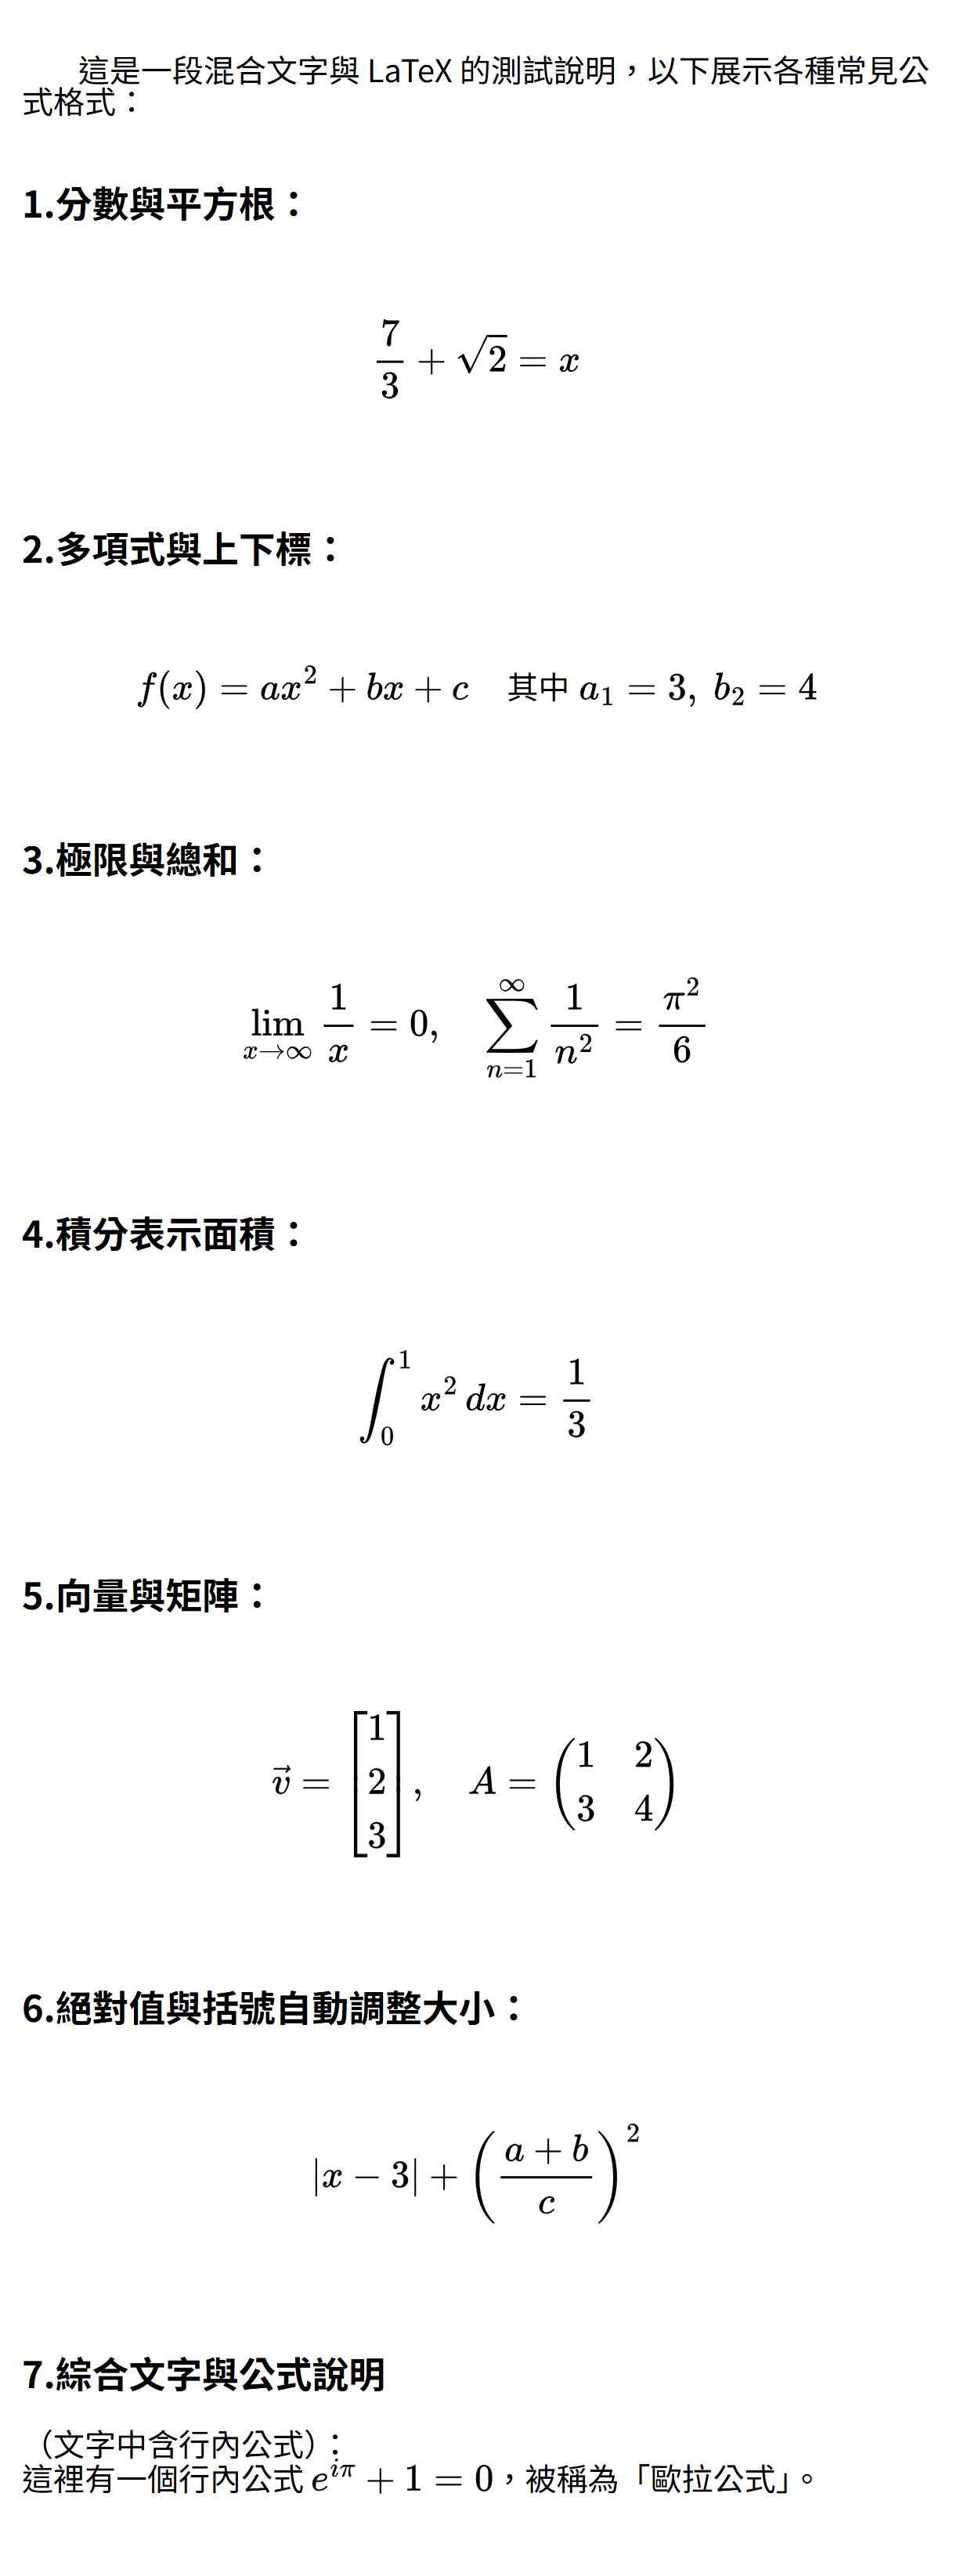 這是一段混合文字與 LaTeX 的測試說明，以下展示各種常見公
式格式：
1.分數與平方根：
$\frac{7}{3} + \sqrt{2} = x$
2.多項式與上下標：
$f(x) = ax^2 + bx + c \quad \text{其中 } a_1 = 3,\ b_2 = 4$
3.極限與總和：
$\lim_{x \to \infty} \frac{1}{x} = 0, \quad \sum_{n=1}^{\infty} \frac{1}{n^2} = \frac{\pi^2}{6}$
4.積分表示面積：
$\int_0^1 x^2 \, dx = \frac{1}{3}$
5.向量與矩陣：
$\vec{v} = \begin{bmatrix} 1 \\ 2 \\ 3 \end{bmatrix}, \quad A = \begin{pmatrix} 1 & 2 \\ 3 & 4 \end{pmatrix}$
6.絕對值與括號自動調整大小：
$|x - 3| + \left( \frac{a + b}{c} \right)^2$
7.綜合文字與公式說明
（文字中含行內公式）：
這裡有一個行內公式 $e^{i\pi} + 1 = 0$，被稱為「歐拉公式」。